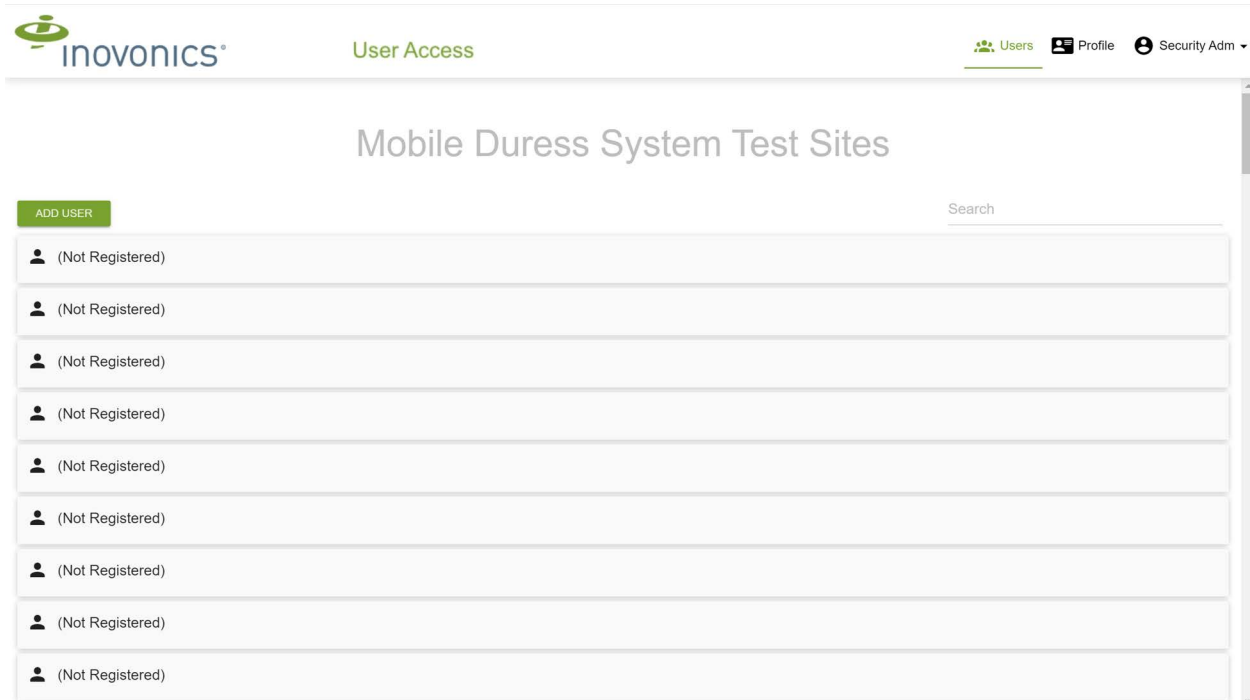 INOVONICS®
User Access
Users
Profile
Security Adm
Mobile Duress System Test Sites
ADD USER
Search
(Not Registered)
(Not Registered)
(Not Registered)
(Not Registered)
(Not Registered)
(Not Registered)
(Not Registered)
(Not Registered)
(Not Registered)